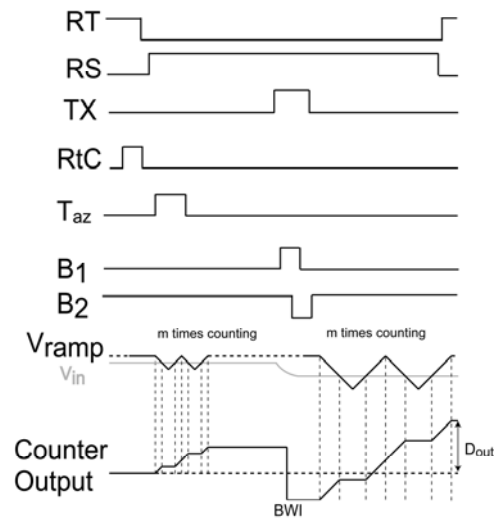 RT
RS
TX
RtC
Taz
B1
B2
m times counting m times counting
Vramp
Vin
Counter
Output
Dout
BWI